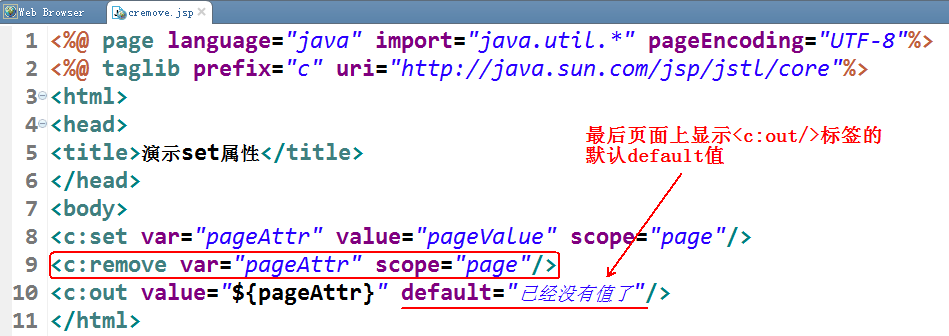 Web Browser cremove.jsp
1 <%@ page language="java" import="java.util.*" pageEncoding="UTF-8"%>
2 <%@ taglib prefix="c" uri="http://java.sun.com/jsp/jstl/core"%>
3 <html>
4 <head>
最后页面上显示<c:out/>标签的
默认default值
5 <title>演示set属性</title>
6 </head>
7 <body>
8 <c:set var="pageAttr" value="pageValue" scope="page"/>
9 <c:remove var="pageAttr" scope="page"/>
10 <c:out value="${pageAttr}" default="已经没有值了"/>
11 </html>